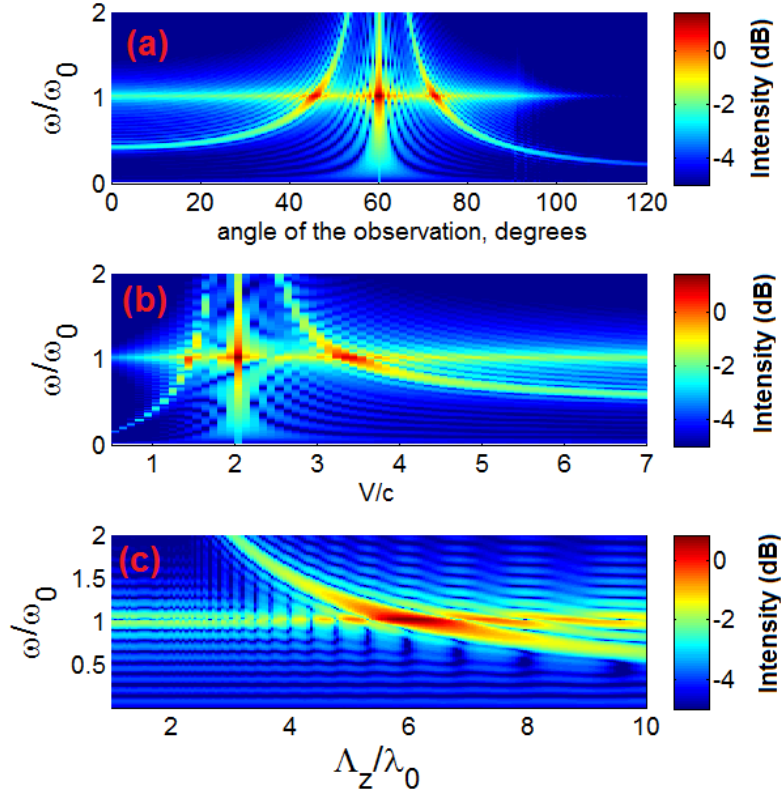 (a)
ω/ω0
2
1
0
0 20 40 60 80 100 120
angle of the observation, degrees
0
-2
-4
Intensity (dB)
(b)
ω/ω0
2
1
0
1 2 3 4 5 6 7
V/c
0
-2
-4
Intensity (dB)
(c)
ω/ω0
2
1.5
1
0.5
2 4 6 8 10
Λz/λ0
0
-2
-4
Intensity (dB)